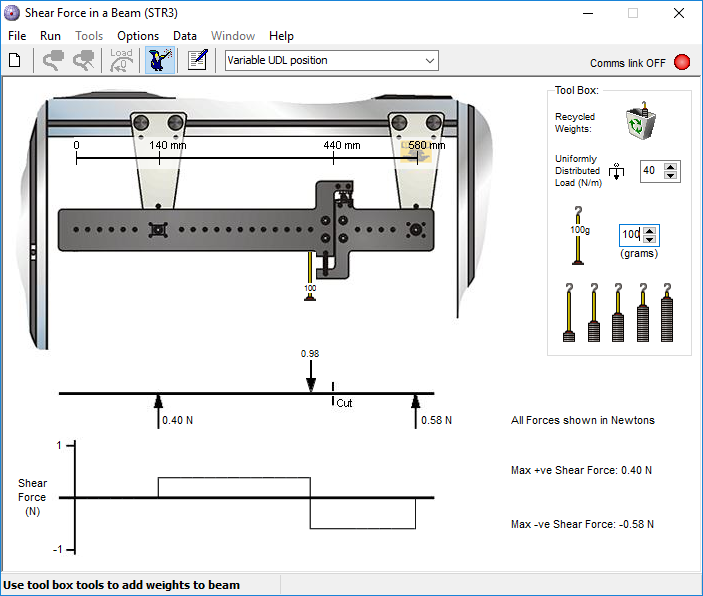 Shear Force in a Beam (STR3)
File Run Tools Options Data Window Help
Load
Variable UDL position
Comms link OFF
Tool Box:
Recycled
Weights:
Uniformly
Distributed
Load (N/m)
40
100g
100
(grams)
0 140 mm 440 mm 580 mm
100
0.98
Cut
0.40 N
0.58 N
All Forces shown in Newtons
1
Shear
Force
(N)
-1
Max +ve Shear Force: 0.40 N
Max -ve Shear Force: -0.58 N
Use tool box tools to add weights to beam